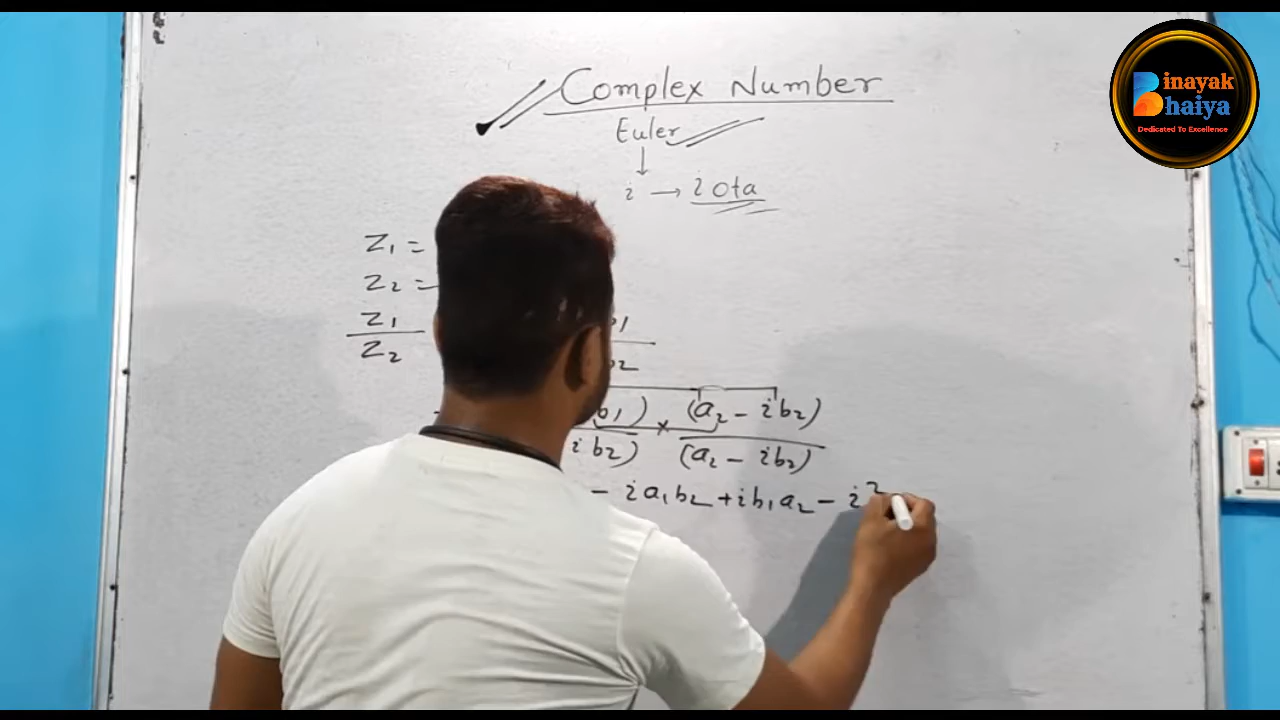 Complex Number
Euler
↓
i → iota
Z₁ =
Z₂ =
Z₁
Z₂
b₂
b₁) × (a₂ - ib₂)
ib₂) (a₂ - ib₂)
- ia₁b₂ + ib₁a₂ - i²
Binayak
Bhaiya
Dedicated To Excellence